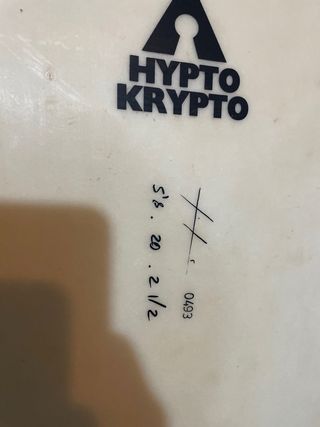 HYPTO
KRYPTO
5'8 . 20 . 2 1/2
0493